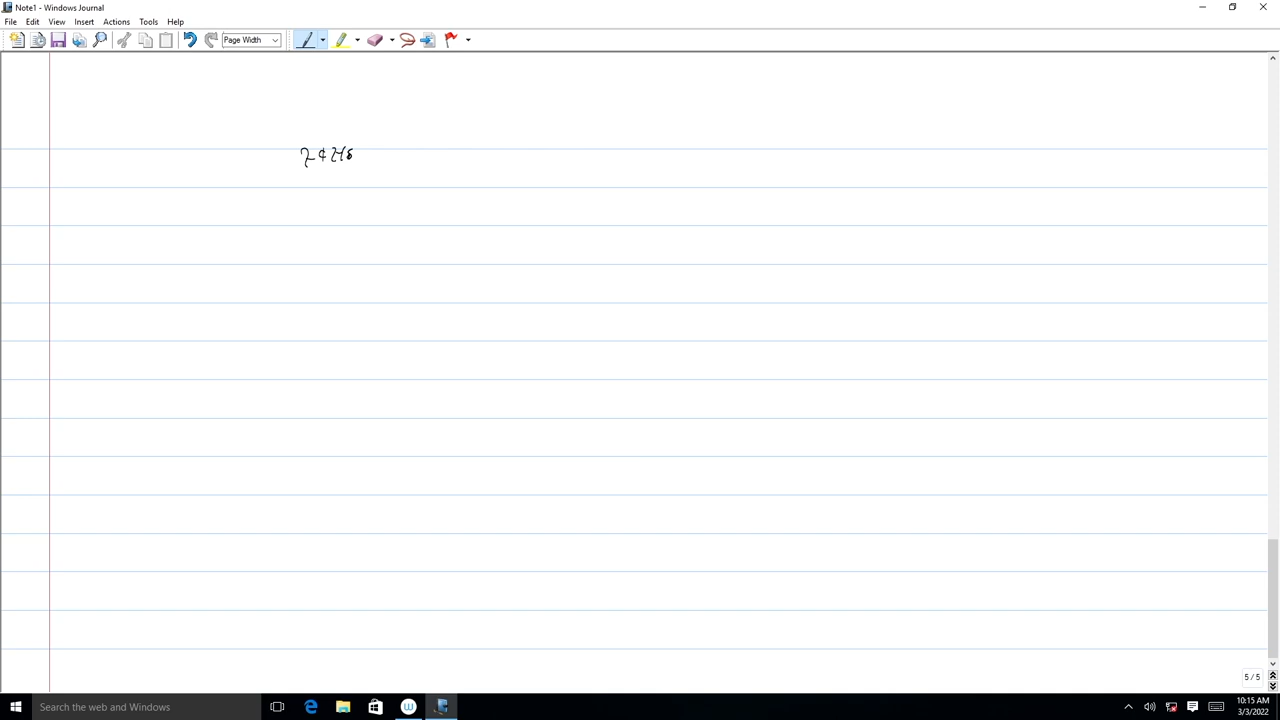 Note1 - Windows Journal
File Edit View Insert Actions Tools Help
Page Width
5 / 5
Search the web and Windows
10:15 AM
3/3/2022